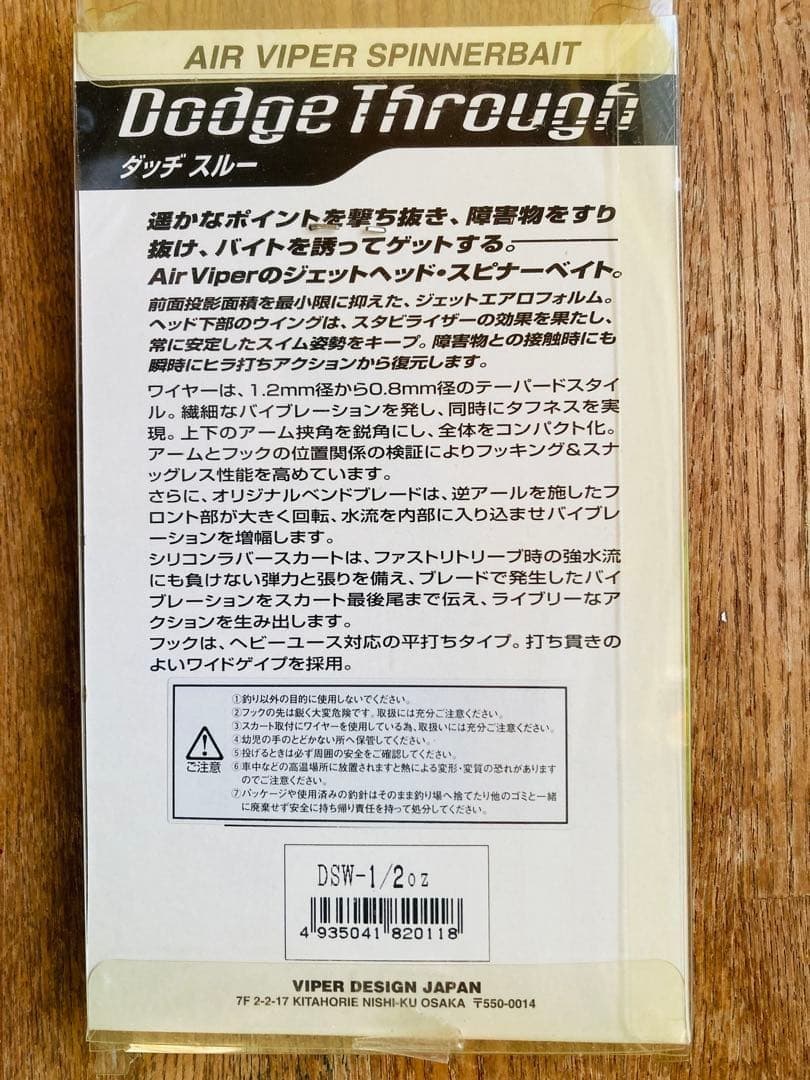 AIR VIPER SPINNERBAIT
Dodge Through
ダッヂ スルー
遥かなポイントを撃ち抜き、障害物をすり
抜け、バイトを誘ってゲットする。
Air Viperのジェットヘッド・スピナーベイト。
前面投影面積を最小限に抑えた、ジェットエアロフォルム。
ヘッド下部のウイングは、スタビライザーの効果を果たし、
常に安定したスイム姿勢をキープ。障害物との接触時にも
瞬時にヒラ打ちアクションから復元します。
ワイヤーは、1.2mm径から0.8mm径のテーパードスタイ
ル。繊細なバイブレーションを発し、同時にタフネスを実
現。上下のアーム挟角を鋭角にし、全体をコンパクト化。
アームとフックの位置関係の検証によりフッキング&スナ
ッグレス性能を高めています。
さらに、オリジナルベンドブレードは、逆アールを施したフ
ロント部が大きく回転、水流を内部に入り込ませバイブレ
ーションを増幅します。
シリコンラバースカートは、ファストリトリーブ時の強水流
にも負けない弾力と張りを備え、ブレードで発生したバイ
ブレーションをスカート最後尾まで伝え、ライブリーなア
クションを生み出します。
フックは、ヘビーユース対応の平打ちタイプ。打ち貫きの
よいワイドゲイプを採用。
ご注意
①釣り以外の目的に使用しないでください。
②フックの先は鋭く大変危険です。取扱には充分ご注意ください。
③スカート取付にワイヤーを使用している為、取扱いには充分ご注意ください。
④幼児の手のとどかない所へ保管してください。
⑤投げるときは必ず周囲の安全をご確認してください。
⑥車中などの高温場所に放置されますと熱による変形・変質の恐れがあります
のでご注意ください。
⑦パッケージや使用済みの釣針はそのまま釣り場へ捨てたり他のゴミと一緒
に廃棄せず安全に持ち帰り責任を持って処分してください。
DSW-1/2oz
4 935041 820118
VIPER DESIGN JAPAN
7F 2-2-17 KITAHORIE NISHI-KU OSAKA 〒550-0014